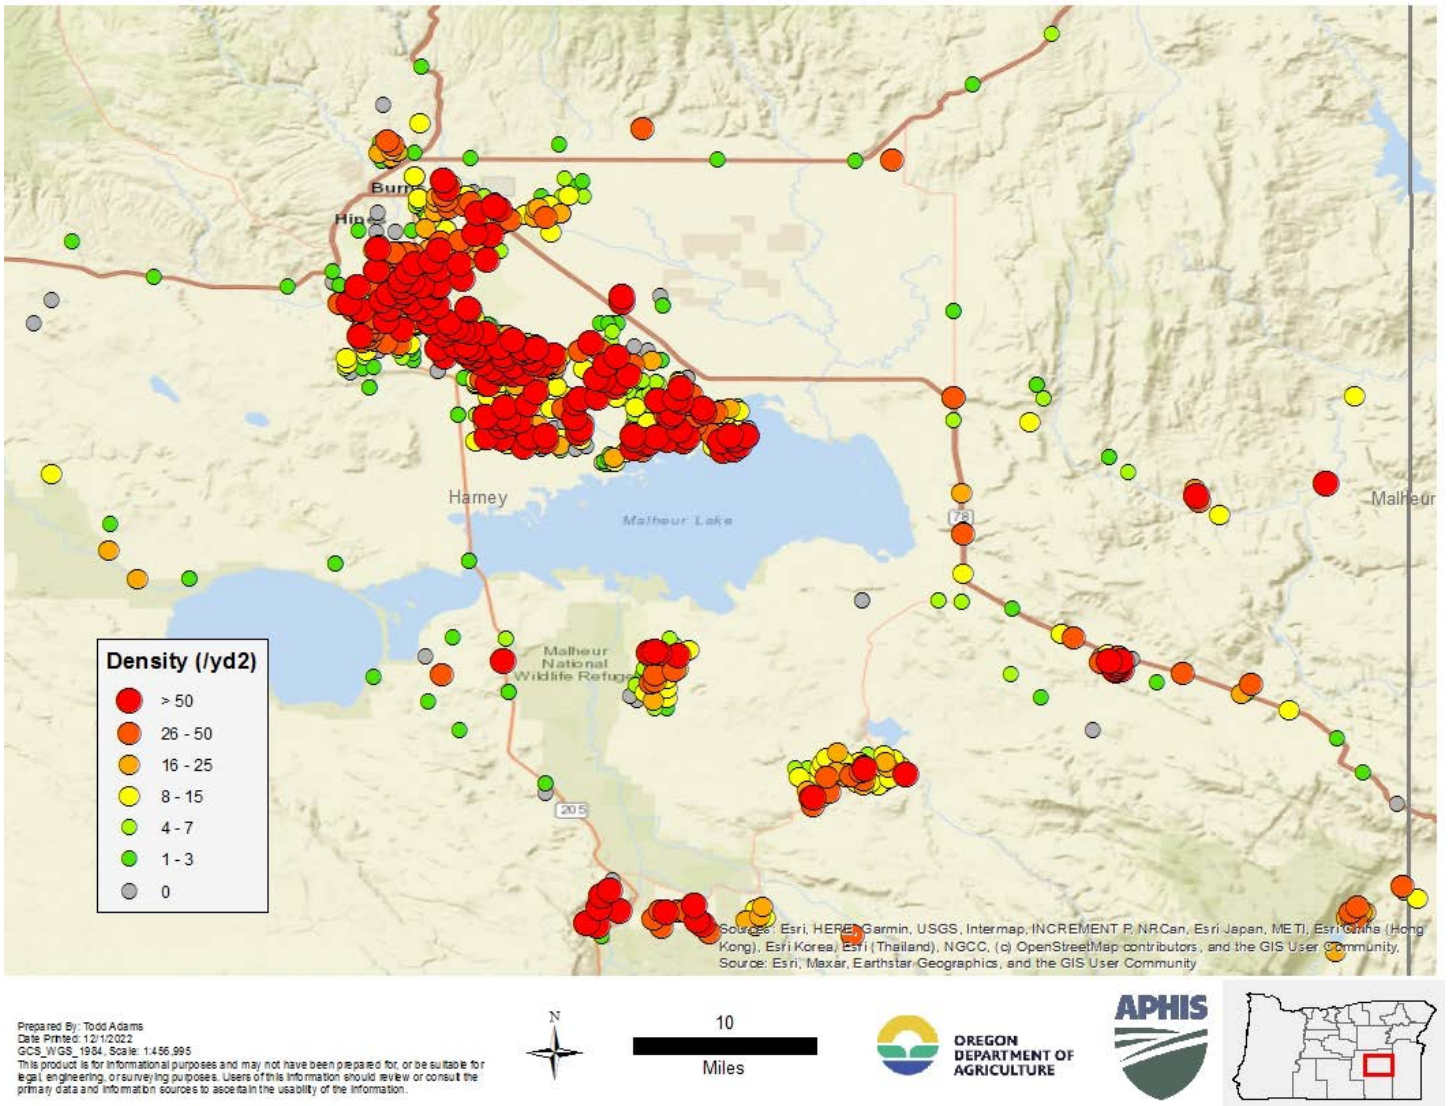 Burns
Hines
Harney
Malheur Lake
78
Malheur
Malheur
National
Wildlife Refuge
205
Density (/yd2)
> 50
26 - 50
16 - 25
8 - 15
4 - 7
1 - 3
0
Sources: Esri, HERE, Garmin, USGS, Intermap, INCREMENT P, NRCan, Esri Japan, METI, Esri China (Hong
Kong), Esri Korea, Esri (Thailand), NGCC, (c) OpenStreetMap contributors, and the GIS User Community,
Source: Esri, Maxar, Earthstar Geographics, and the GIS User Community
Prepared By: Todd Adams
Date Printed: 12/1/2022
GCS_WGS_1984, Scale: 1:456,995
This product is for informational purposes and may not have been prepared for, or be suitable for
legal, engineering, or surveying purposes. Users of this information should review or consult the
primary data and information sources to ascertain the usability of the information.
N
10
Miles
OREGON
DEPARTMENT OF
AGRICULTURE
APHIS